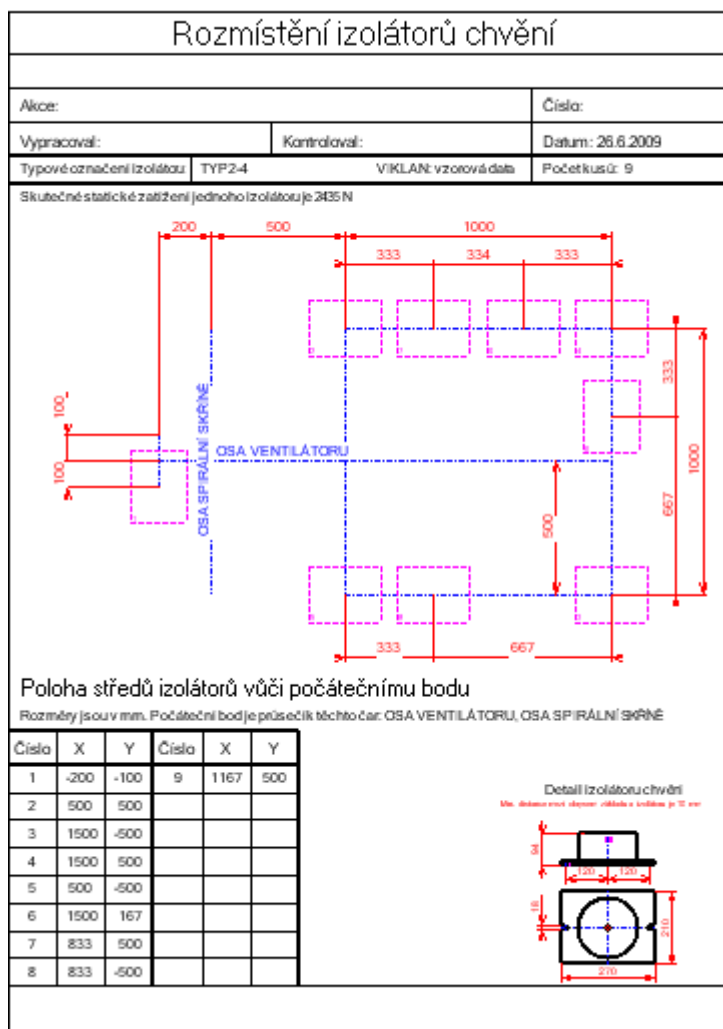 Rozmístění izolátorů chvění
Akce: Číslo:
Vypracoval: Kontroloval: Datum: 26.6.2009
Typové označení izolátoru: TYP2-4 VIKLAN: vzorová data Počet kusů: 9
Skutečné statické zatížení jednoho izolátoru je 2435 N
200 500 1000
333 334 333
333
1000
667
100
100
OSA SPIRÁLNÍ SKŘÍNĚ
OSA VENTILÁTORU
500
333 667
Poloha středů izolátorů vůči počátečnímu bodu
Rozměry jsou v mm. Počáteční bod je průsečík těchto čar: OSA VENTILÁTORU, OSA SPIRÁLNÍ SKŘÍNĚ
Číslo X Y Číslo X Y
1 -200 -100 9 1167 500
2 500 500
3 1500 -500
4 1500 500
5 500 -500
6 1500 167
7 833 500
8 833 -500
Detail izolátoru chvění
94
120 120
18
210
270